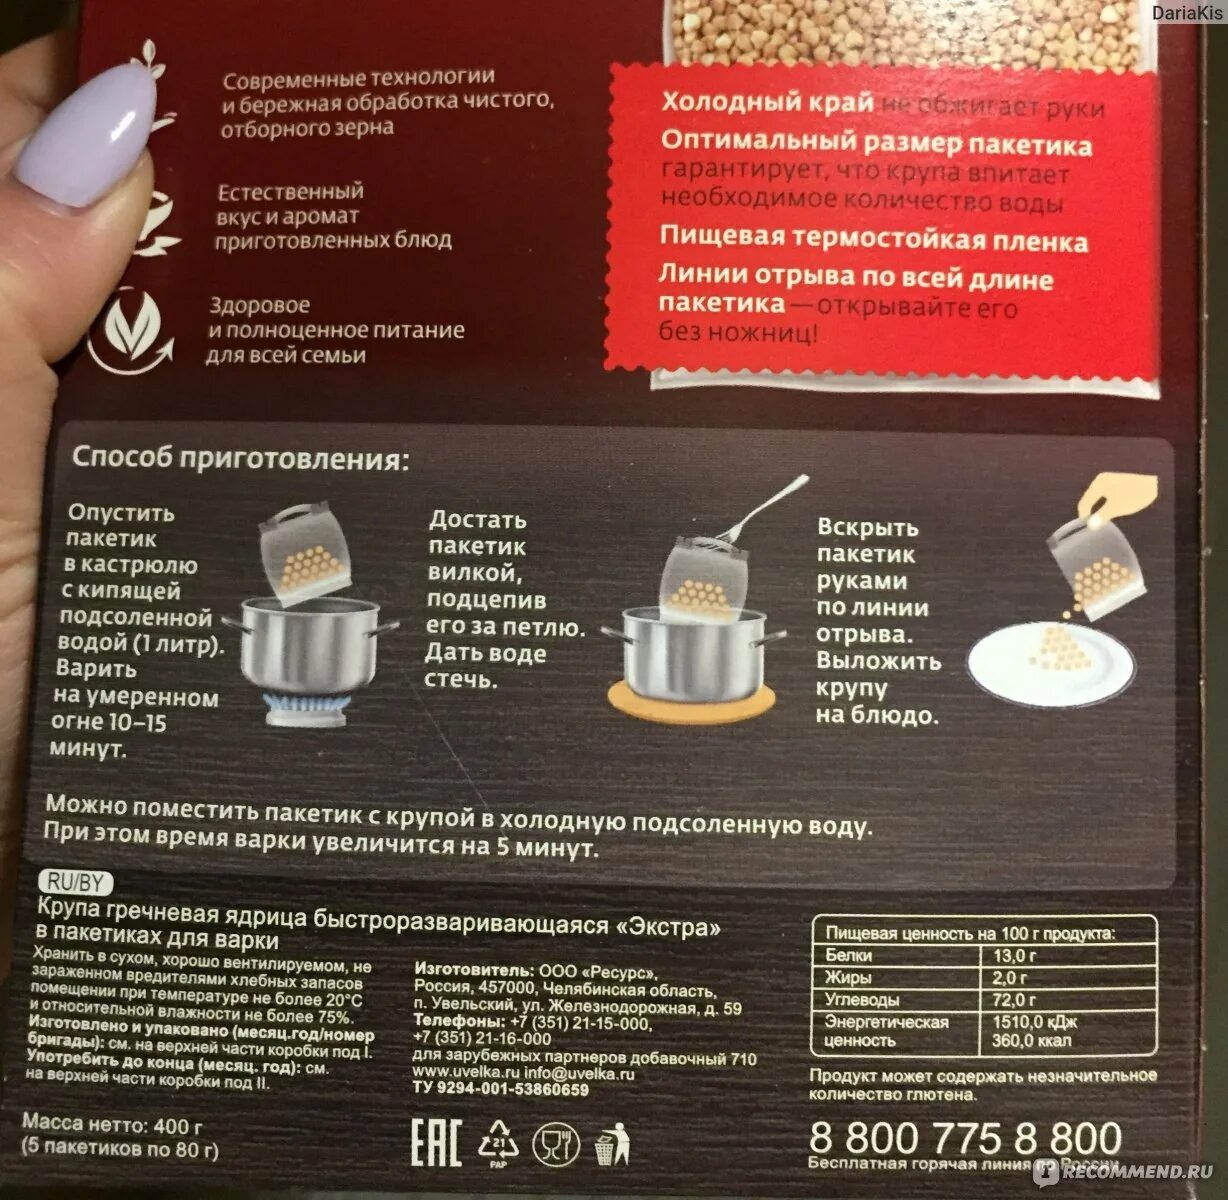 DariaKis
Современные технологии
и бережная обработка чистого,
отборного зерна
Естественный
вкус и аромат
приготовленных блюд
Здоровое
и полноценное питание
для всей семьи
Холодный край не обжигает руки
Оптимальный размер пакетика
гарантирует, что крупа впитает
необходимое количество воды
Пищевая термостойкая пленка
Линии отрыва по всей длине
пакетика — открывайте его
без ножниц!
Способ приготовления:
Опустить
пакетик
в кастрюлю
с кипящей
подсоленной
водой (1 литр).
Варить
на умеренном
огне 10–15
минут.
Достать
пакетик
вилкой,
подцепив
его за петлю.
Дать воде
стечь.
Вскрыть
пакетик
руками
по линии
отрыва.
Выложить
крупу
на блюдо.
Можно поместить пакетик с крупой в холодную подсоленную воду.
При этом время варки увеличится на 5 минут.
RU/BY
Крупа гречневая ядрица быстроразваривающаяся «Экстра»
в пакетиках для варки
Хранить в сухом, хорошо вентилируемом, не
зараженном вредителями хлебных запасов
помещении при температуре не более 20°С
и относительной влажности не более 75%.
Изготовлено и упаковано (месяц.год/номер
бригады): см. на верхней части коробки под I.
Употребить до конца (месяц. год): см.
на верхней части коробки под II.
Масса нетто: 400 г
(5 пакетиков по 80 г)
Изготовитель: ООО «Ресурс»,
Россия, 457000, Челябинская область,
п. Увельский, ул. Железнодорожная, д. 59
Телефоны: +7 (351) 21-15-000,
+7 (351) 21-16-000
для зарубежных партнеров добавочный 710
www.uvelka.ru info@uvelka.ru
ТУ 9294-001-53860659
EAC
21
PAP
Пищевая ценность на 100 г продукта:
Белки 13,0 г
Жиры 2,0 г
Углеводы 72,0 г
Энергетическая 1510,0 кДж
ценность 360,0 ккал
Продукт может содержать незначительное
количество глютена.
8 800 775 8 800
Бесплатная горячая линия по России
RECOMMEND.RU